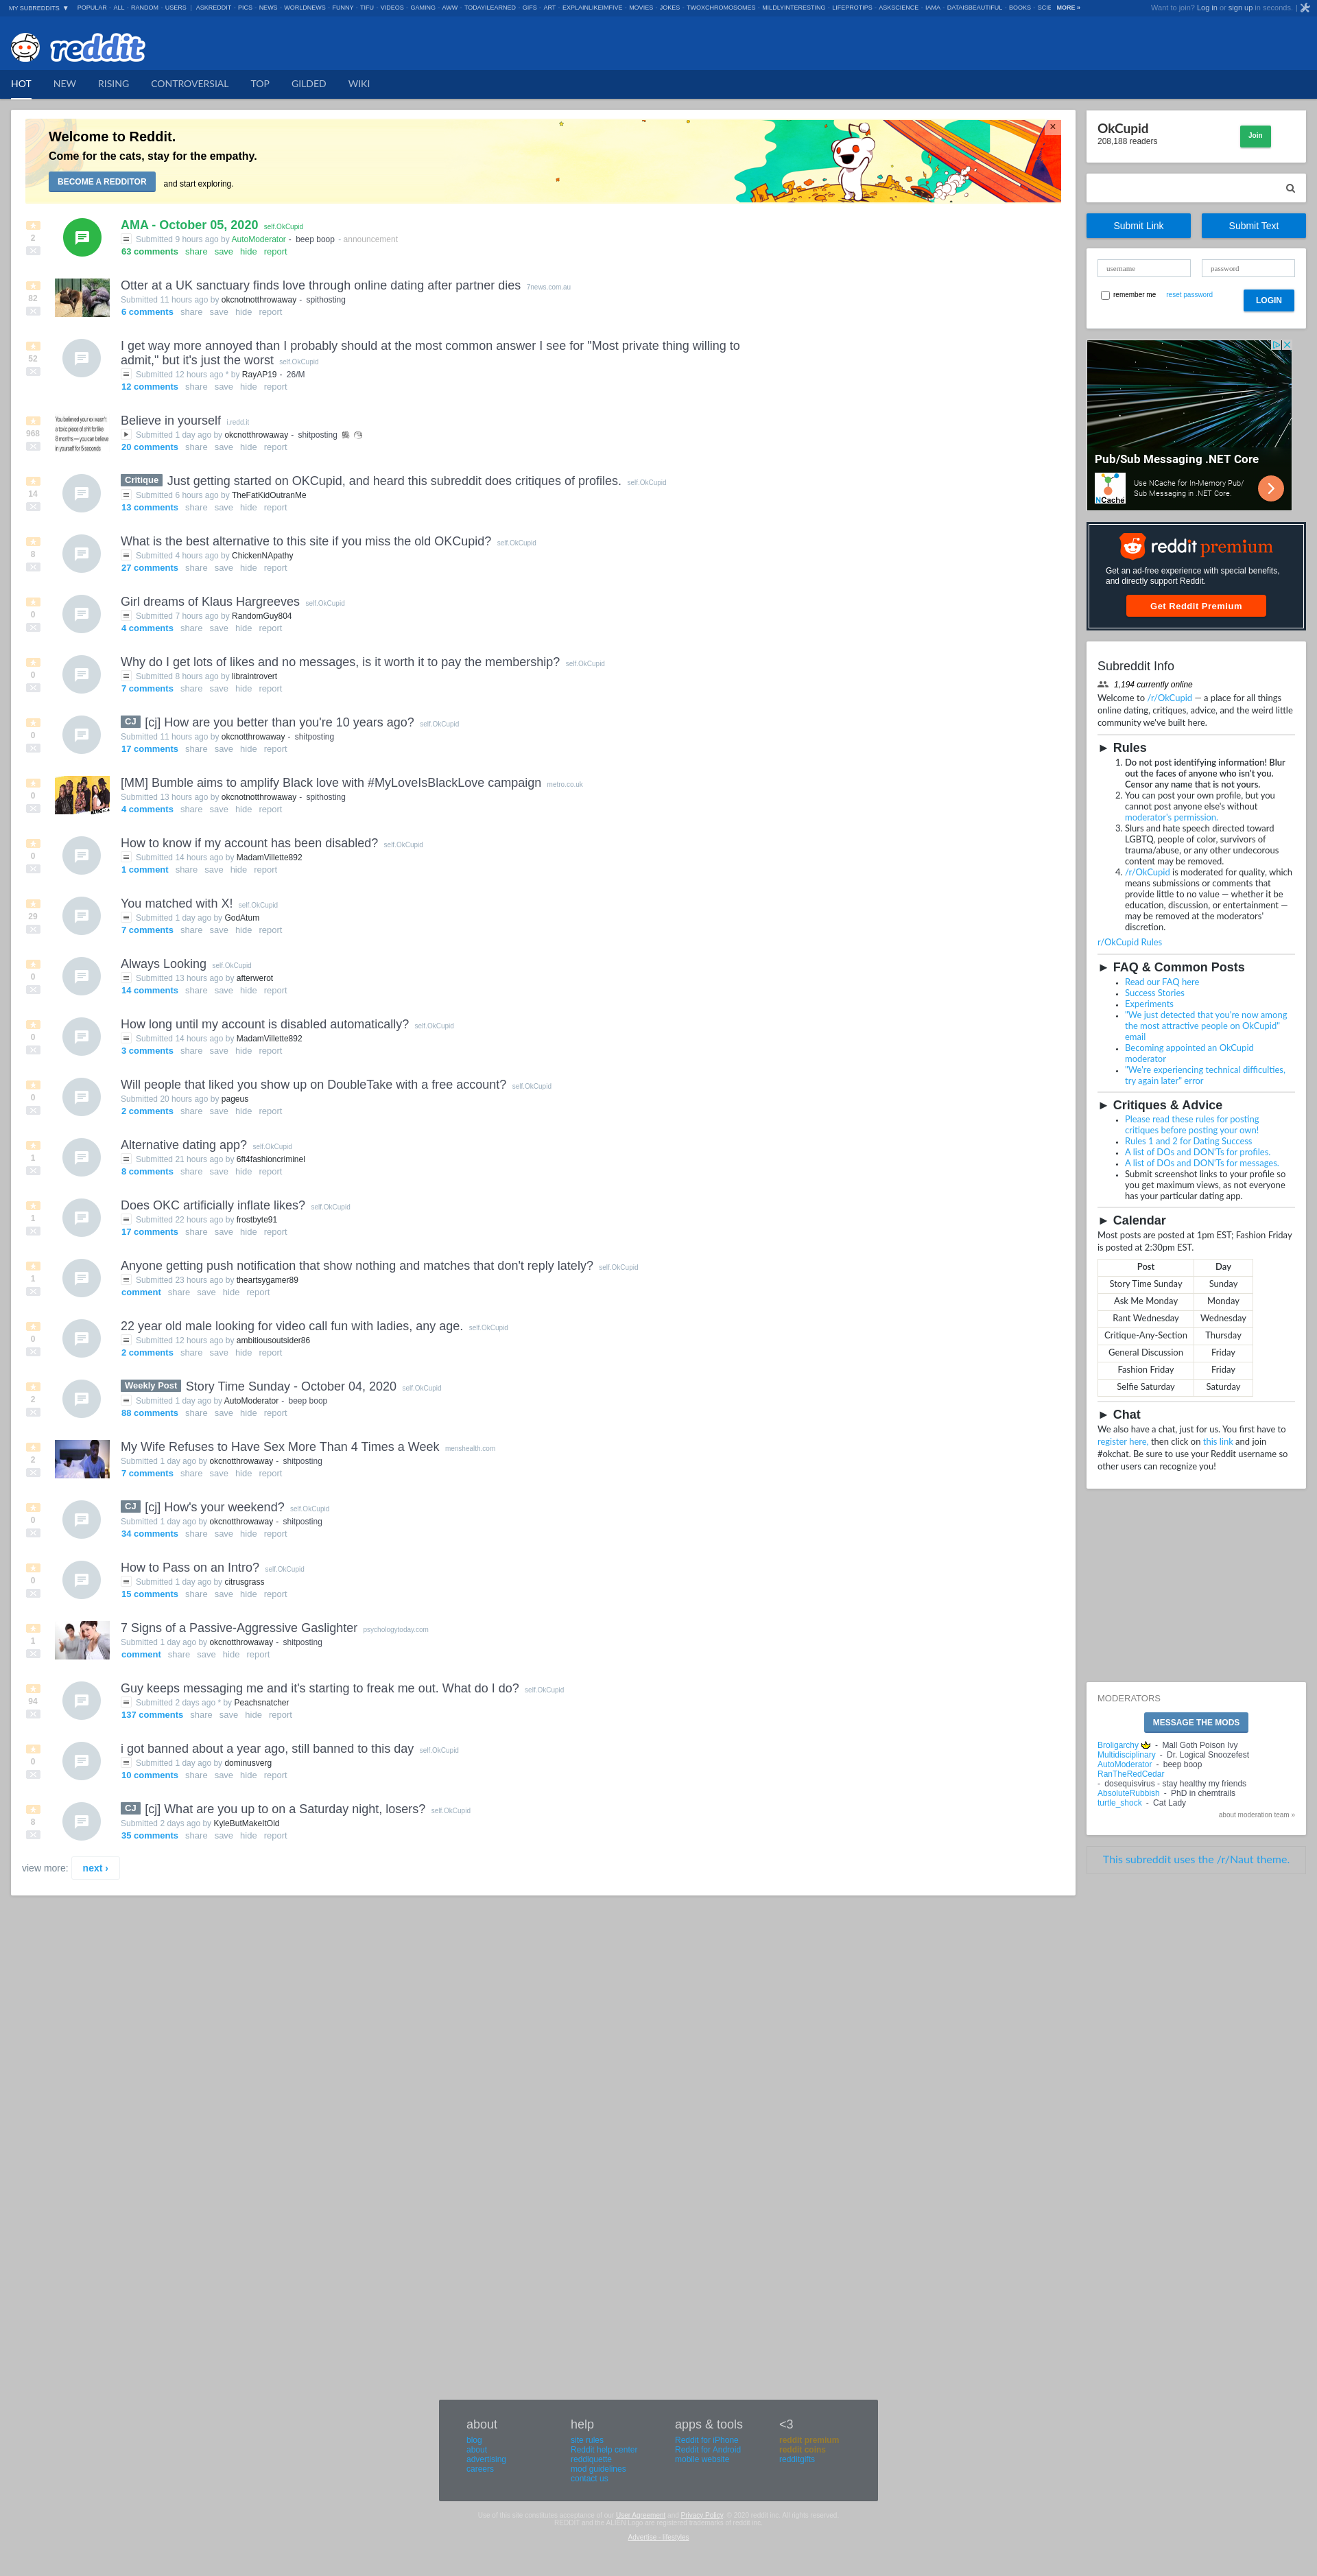 MY SUBREDDITS ▼ POPULAR - ALL - RANDOM - USERS | ASKREDDIT - PICS - NEWS - WORLDNEWS - FUNNY - TIFU - VIDEOS - GAMING - AWW - TODAYILEARNED - GIFS - ART - EXPLAINLIKEIMFIVE - MOVIES - JOKES - TWOXCHROMOSOMES - MILDLYINTERESTING - LIFEPROTIPS - ASKSCIENCE - IAMA - DATAISBEAUTIFUL - BOOKS - SCIE MORE »
Want to join? Log in or sign up in seconds. |
reddit
HOT NEW RISING CONTROVERSIAL TOP GILDED WIKI
Welcome to Reddit.
Come for the cats, stay for the empathy.
BECOME A REDDITOR and start exploring.
AMA - October 05, 2020 self.OkCupid
2 Submitted 9 hours ago by AutoModerator - beep boop - announcement
63 comments share save hide report
Otter at a UK sanctuary finds love through online dating after partner dies 7news.com.au
82 Submitted 11 hours ago by okcnotnotthrowaway - spithosting
6 comments share save hide report
I get way more annoyed than I probably should at the most common answer I see for "Most private thing willing to
admit," but it's just the worst self.OkCupid
52 Submitted 12 hours ago * by RayAP19 - 26/M
12 comments share save hide report
You believed your ex wasn't
a toxic piece of shit for like
8 months — you can believe
in yourself for 5 seconds
Believe in yourself i.redd.it
968 Submitted 1 day ago by okcnotthrowaway - shitposting
20 comments share save hide report
Critique Just getting started on OKCupid, and heard this subreddit does critiques of profiles. self.OkCupid
14 Submitted 6 hours ago by TheFatKidOutranMe
13 comments share save hide report
What is the best alternative to this site if you miss the old OKCupid? self.OkCupid
8 Submitted 4 hours ago by ChickenNApathy
27 comments share save hide report
Girl dreams of Klaus Hargreeves self.OkCupid
0 Submitted 7 hours ago by RandomGuy804
4 comments share save hide report
Why do I get lots of likes and no messages, is it worth it to pay the membership? self.OkCupid
0 Submitted 8 hours ago by libraintrovert
7 comments share save hide report
CJ [cj] How are you better than you're 10 years ago? self.OkCupid
0 Submitted 11 hours ago by okcnotthrowaway - shitposting
17 comments share save hide report
[MM] Bumble aims to amplify Black love with #MyLoveIsBlackLove campaign metro.co.uk
0 Submitted 13 hours ago by okcnotnotthrowaway - spithosting
4 comments share save hide report
How to know if my account has been disabled? self.OkCupid
0 Submitted 14 hours ago by MadamVillette892
1 comment share save hide report
You matched with X! self.OkCupid
29 Submitted 1 day ago by GodAtum
7 comments share save hide report
Always Looking self.OkCupid
0 Submitted 13 hours ago by afterwerot
14 comments share save hide report
How long until my account is disabled automatically? self.OkCupid
0 Submitted 14 hours ago by MadamVillette892
3 comments share save hide report
Will people that liked you show up on DoubleTake with a free account? self.OkCupid
0 Submitted 20 hours ago by pageus
2 comments share save hide report
Alternative dating app? self.OkCupid
1 Submitted 21 hours ago by 6ft4fashioncriminel
8 comments share save hide report
Does OKC artificially inflate likes? self.OkCupid
1 Submitted 22 hours ago by frostbyte91
17 comments share save hide report
Anyone getting push notification that show nothing and matches that don't reply lately? self.OkCupid
1 Submitted 23 hours ago by theartsygamer89
comment share save hide report
22 year old male looking for video call fun with ladies, any age. self.OkCupid
0 Submitted 12 hours ago by ambitiousoutsider86
2 comments share save hide report
Weekly Post Story Time Sunday - October 04, 2020 self.OkCupid
2 Submitted 1 day ago by AutoModerator - beep boop
88 comments share save hide report
My Wife Refuses to Have Sex More Than 4 Times a Week menshealth.com
2 Submitted 1 day ago by okcnotthrowaway - shitposting
7 comments share save hide report
CJ [cj] How's your weekend? self.OkCupid
0 Submitted 1 day ago by okcnotthrowaway - shitposting
34 comments share save hide report
How to Pass on an Intro? self.OkCupid
0 Submitted 1 day ago by citrusgrass
15 comments share save hide report
7 Signs of a Passive-Aggressive Gaslighter psychologytoday.com
1 Submitted 1 day ago by okcnotthrowaway - shitposting
comment share save hide report
Guy keeps messaging me and it's starting to freak me out. What do I do? self.OkCupid
94 Submitted 2 days ago * by Peachsnatcher
137 comments share save hide report
i got banned about a year ago, still banned to this day self.OkCupid
0 Submitted 1 day ago by dominusverg
10 comments share save hide report
CJ [cj] What are you up to on a Saturday night, losers? self.OkCupid
8 Submitted 2 days ago by KyleButMakeItOld
35 comments share save hide report
view more: next ›
OkCupid
208,188 readers
Join
Submit Link Submit Text
username password
remember me reset password LOGIN
Pub/Sub Messaging .NET Core
NCache
Use NCache for In-Memory Pub/
Sub Messaging in .NET Core.
reddit premium
Get an ad-free experience with special benefits,
and directly support Reddit.
Get Reddit Premium
Subreddit Info
1,194 currently online
Welcome to /r/OkCupid — a place for all things
online dating, critiques, advice, and the weird little
community we've built here.
► Rules
1. Do not post identifying information! Blur
out the faces of anyone who isn't you.
Censor any name that is not yours.
2. You can post your own profile, but you
cannot post anyone else's without
moderator's permission.
3. Slurs and hate speech directed toward
LGBTQ, people of color, survivors of
trauma/abuse, or any other undecorous
content may be removed.
4. /r/OkCupid is moderated for quality, which
means submissions or comments that
provide little to no value — whether it be
education, discussion, or entertainment —
may be removed at the moderators'
discretion.
r/OkCupid Rules
► FAQ & Common Posts
• Read our FAQ here
• Success Stories
• Experiments
• "We just detected that you're now among
the most attractive people on OkCupid"
email
• Becoming appointed an OkCupid
moderator
• "We're experiencing technical difficulties,
try again later" error
► Critiques & Advice
• Please read these rules for posting
critiques before posting your own!
• Rules 1 and 2 for Dating Success
• A list of DOs and DON'Ts for profiles.
• A list of DOs and DON'Ts for messages.
• Submit screenshot links to your profile so
you get maximum views, as not everyone
has your particular dating app.
► Calendar
Most posts are posted at 1pm EST; Fashion Friday
is posted at 2:30pm EST.
Post Day
Story Time Sunday Sunday
Ask Me Monday Monday
Rant Wednesday Wednesday
Critique-Any-Section Thursday
General Discussion Friday
Fashion Friday Friday
Selfie Saturday Saturday
► Chat
We also have a chat, just for us. You first have to
register here, then click on this link and join
#okchat. Be sure to use your Reddit username so
other users can recognize you!
MODERATORS
MESSAGE THE MODS
Broligarchy - Mall Goth Poison Ivy
Multidisciplinary - Dr. Logical Snoozefest
AutoModerator - beep boop
RanTheRedCedar
- dosequisvirus - stay healthy my friends
AbsoluteRubbish - PhD in chemtrails
turtle_shock - Cat Lady
about moderation team »
This subreddit uses the /r/Naut theme.
about help apps & tools <3
blog site rules Reddit for iPhone reddit premium
about Reddit help center Reddit for Android reddit coins
advertising reddiquette mobile website redditgifts
careers mod guidelines
contact us
Use of this site constitutes acceptance of our User Agreement and Privacy Policy. © 2020 reddit inc. All rights reserved.
REDDIT and the ALIEN Logo are registered trademarks of reddit inc.
Advertise - lifestyles